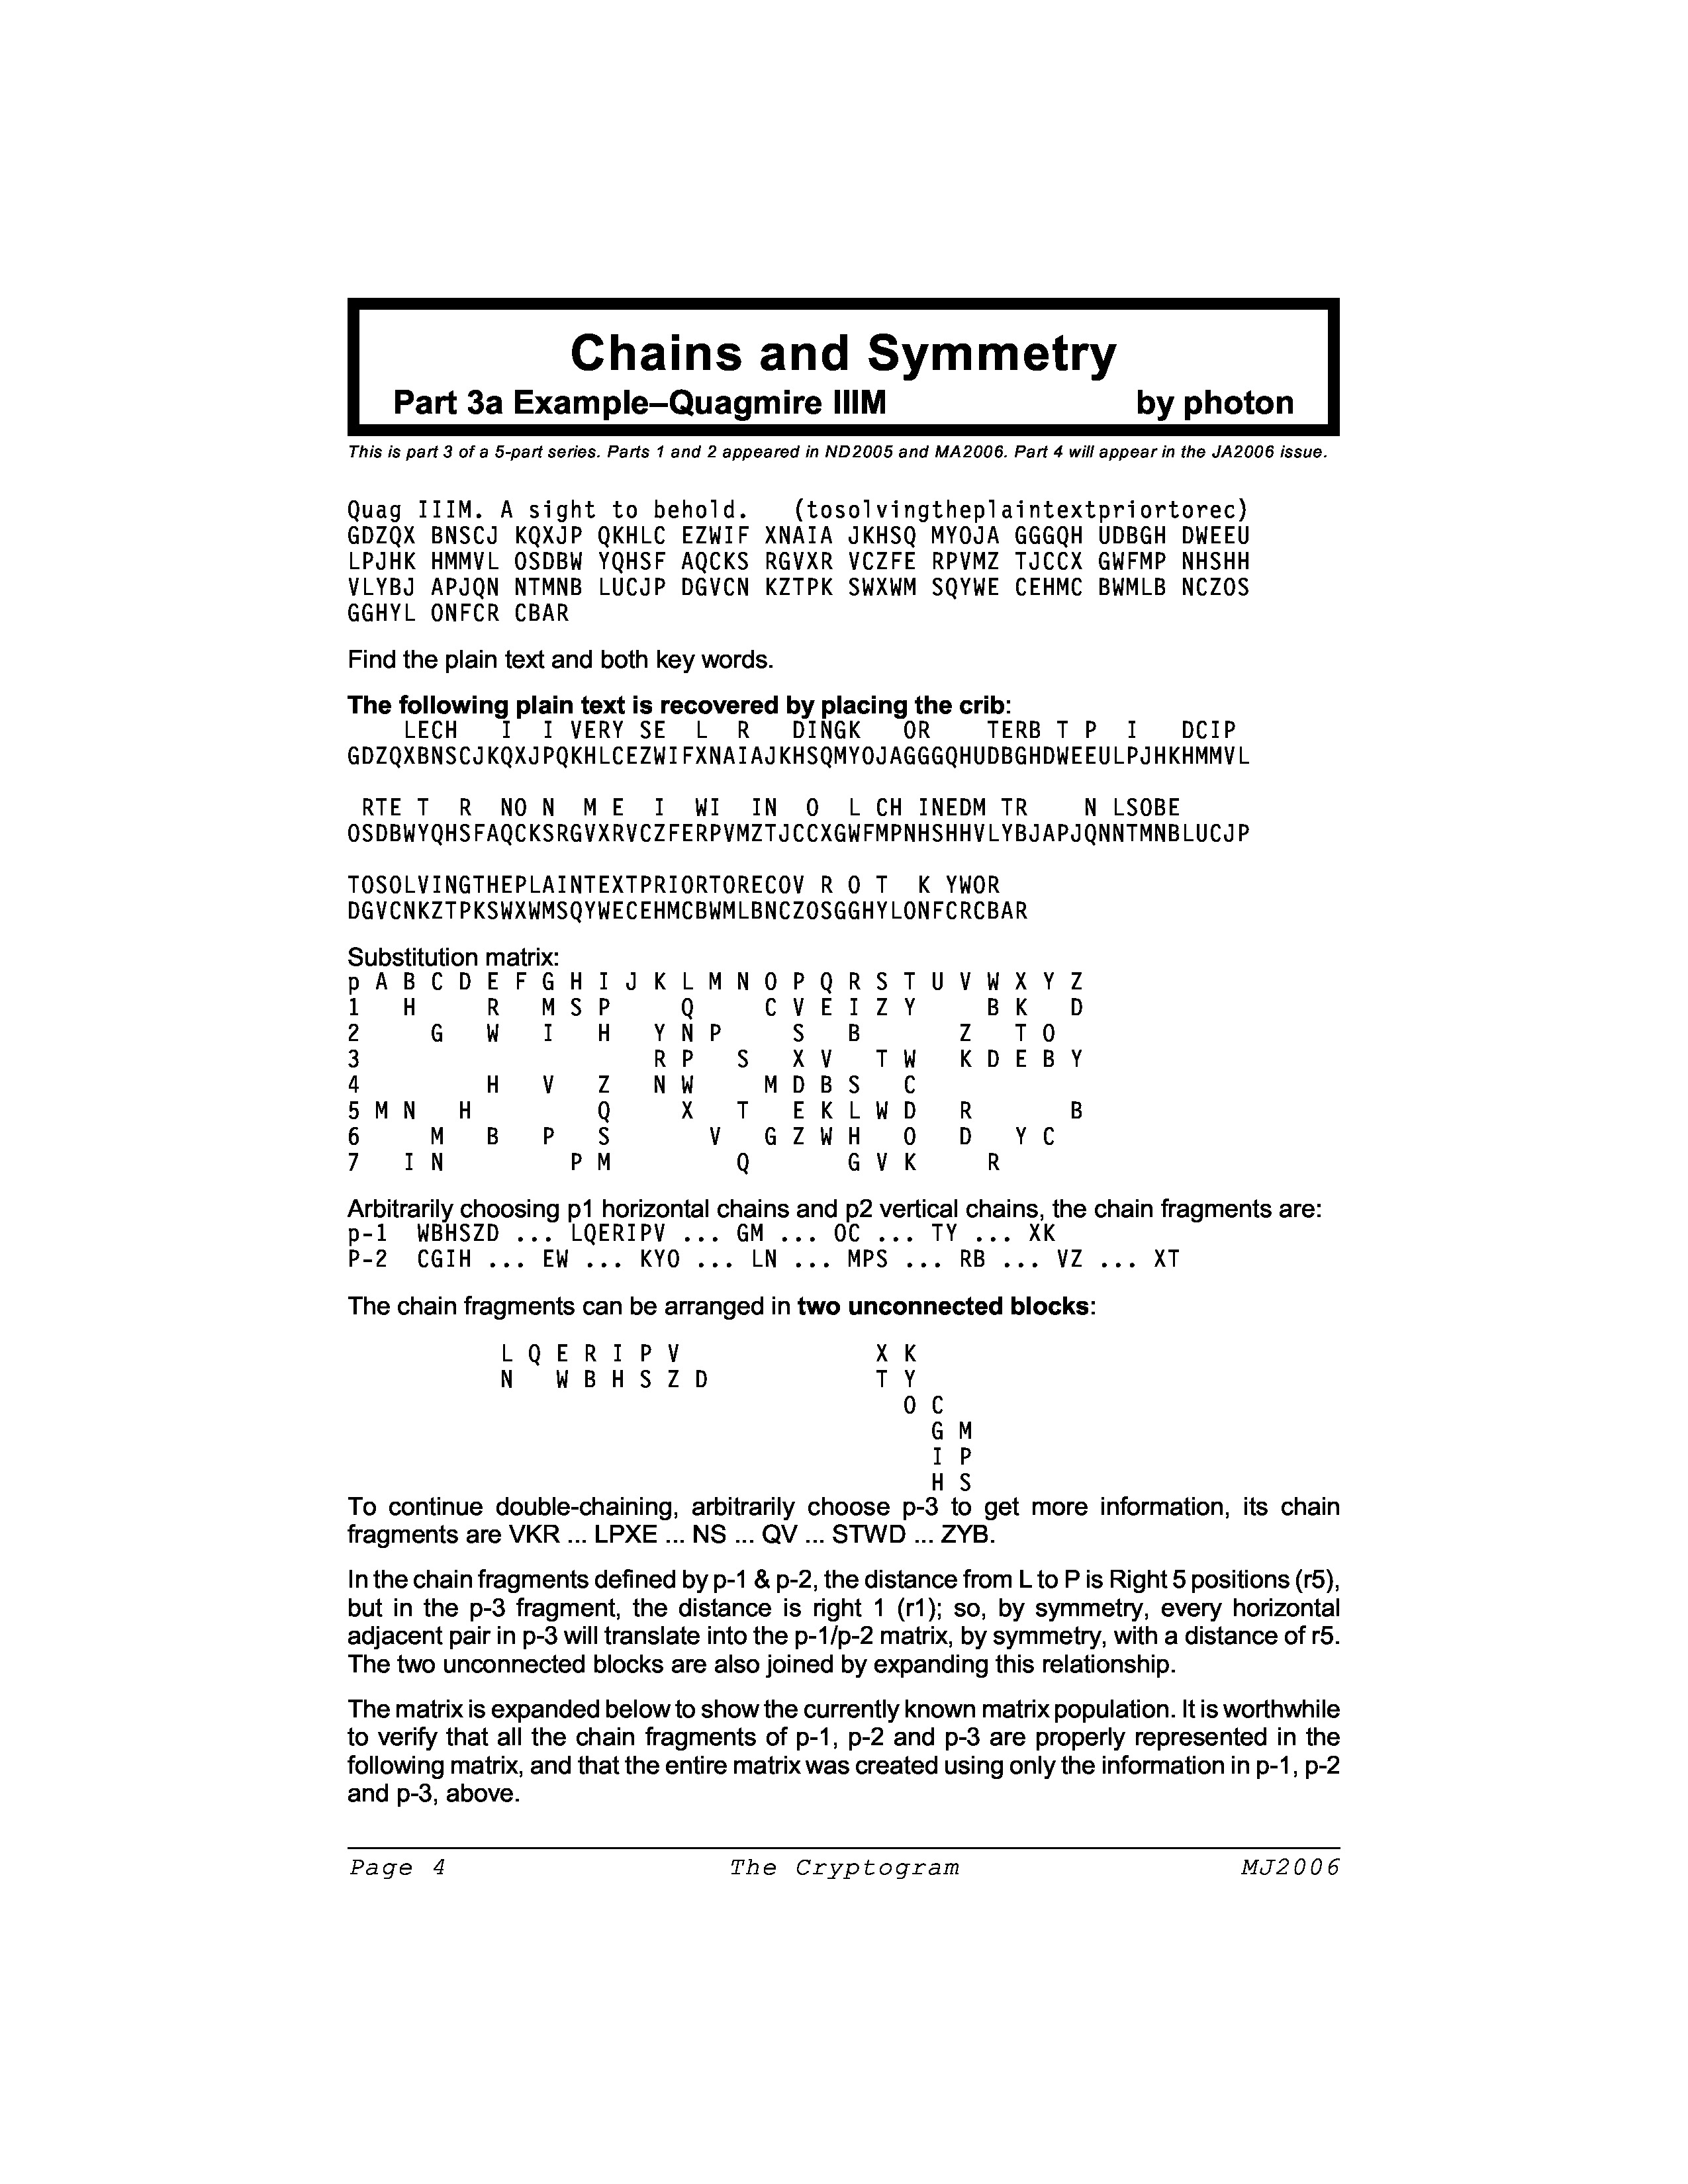 Chains and Symmetry
Part 3a Example–Quagmire IIIM by photon
This is part 3 of a 5-part series. Parts 1 and 2 appeared in ND2005 and MA2006. Part 4 will appear in the JA2006 issue.
Quag IIIM. A sight to behold. (tosolvingtheplaintextpriortorec)
GDZQX BNSCJ KQXJP QKHLC EZWIF XNAIA JKHSQ MYOJA GGGQH UDBGH DWEEU
LPJHK HMMVL OSDBW YQHSF AQCKS RGVXR VCZFE RPVMZ TJCCX GWFMP NHSHH
VLYBJ APJQN NTMNB LUCJP DGVCN KZTPK SWXWM SQYWE CEHMC BWMLB NCZOS
GGHYL ONFCR CBAR
Find the plain text and both key words.
The following plain text is recovered by placing the crib:
LECH I I VERY SE L R DINGK OR TERB T P I DCIP
GDZQXBNSCJKQXJPQKHLCEZWIFXNAIAJKHSQMYOJAGGGQHUDBGHDWEEULPJHKHMMVL
RTE T R NO N M E I WI IN O L CH INEDM TR N LSOBE
OSDBWYQHSFAQCKSRGVXRVCZFERPVMZTJCCXGWFMPNHSHHVLYBJAPJQNNTMNBLUCJP
TOSOLVINGTHEPLAINTEXTPRIORTORECOV R O T K YWOR
DGVCNKZTPKSWXWMSQYWECEHMCBWMLBNCZOSGGHYLONFCRCBAR
Substitution matrix:
p A B C D E F G H I J K L M N O P Q R S T U V W X Y Z
1 H R M S P Q C V E I Z Y B K D
2 G W I H Y N P S B Z T O
3 R P S X V T W K D E B Y
4 H V Z N W M D B S C
5 M N H Q X T E K L W D R B
6 M B P S V G Z W H O D Y C
7 I N P M Q G V K R
Arbitrarily choosing p1 horizontal chains and p2 vertical chains, the chain fragments are:
p-1 WBHSZD ... LQERIPV ... GM ... OC ... TY ... XK
P-2 CGIH ... EW ... KYO ... LN ... MPS ... RB ... VZ ... XT
The chain fragments can be arranged in two unconnected blocks:
L Q E R I P V X K
N W B H S Z D T Y
O C
G M
I P
H S
To continue double-chaining, arbitrarily choose p-3 to get more information, its chain
fragments are VKR ... LPXE ... NS ... QV ... STWD ... ZYB.
In the chain fragments defined by p-1 & p-2, the distance from L to P is Right 5 positions (r5),
but in the p-3 fragment, the distance is right 1 (r1); so, by symmetry, every horizontal
adjacent pair in p-3 will translate into the p-1/p-2 matrix, by symmetry, with a distance of r5.
The two unconnected blocks are also joined by expanding this relationship.
The matrix is expanded below to show the currently known matrix population. It is worthwhile
to verify that all the chain fragments of p-1, p-2 and p-3 are properly represented in the
following matrix, and that the entire matrix was created using only the information in p-1, p-2
and p-3, above.
Page 4 The Cryptogram MJ2006